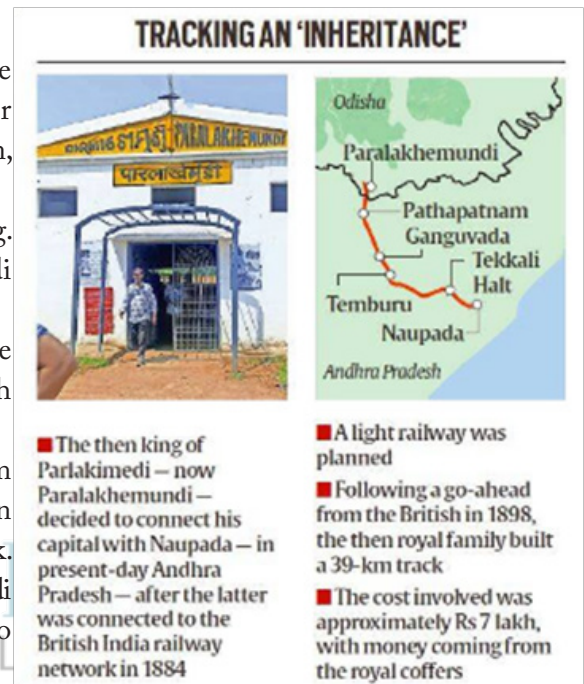 TRACKING AN ‘INHERITANCE’
PARALAKHEMUNDI
पारलाखेमुंडी
Odisha
Paralakhemundi
Pathapatnam
Ganguvada
Tekkali
Halt
Temburu
Naupada
Andhra Pradesh
The then king of
Parlakimedi — now
Paralakhemundi —
decided to connect his
capital with Naupada — in
present-day Andhra
Pradesh — after the latter
was connected to the
British India railway
network in 1884
A light railway was
planned
Following a go-ahead
from the British in 1898,
the then royal family built
a 39-km track
The cost involved was
approximately Rs 7 lakh,
with money coming from
the royal coffers